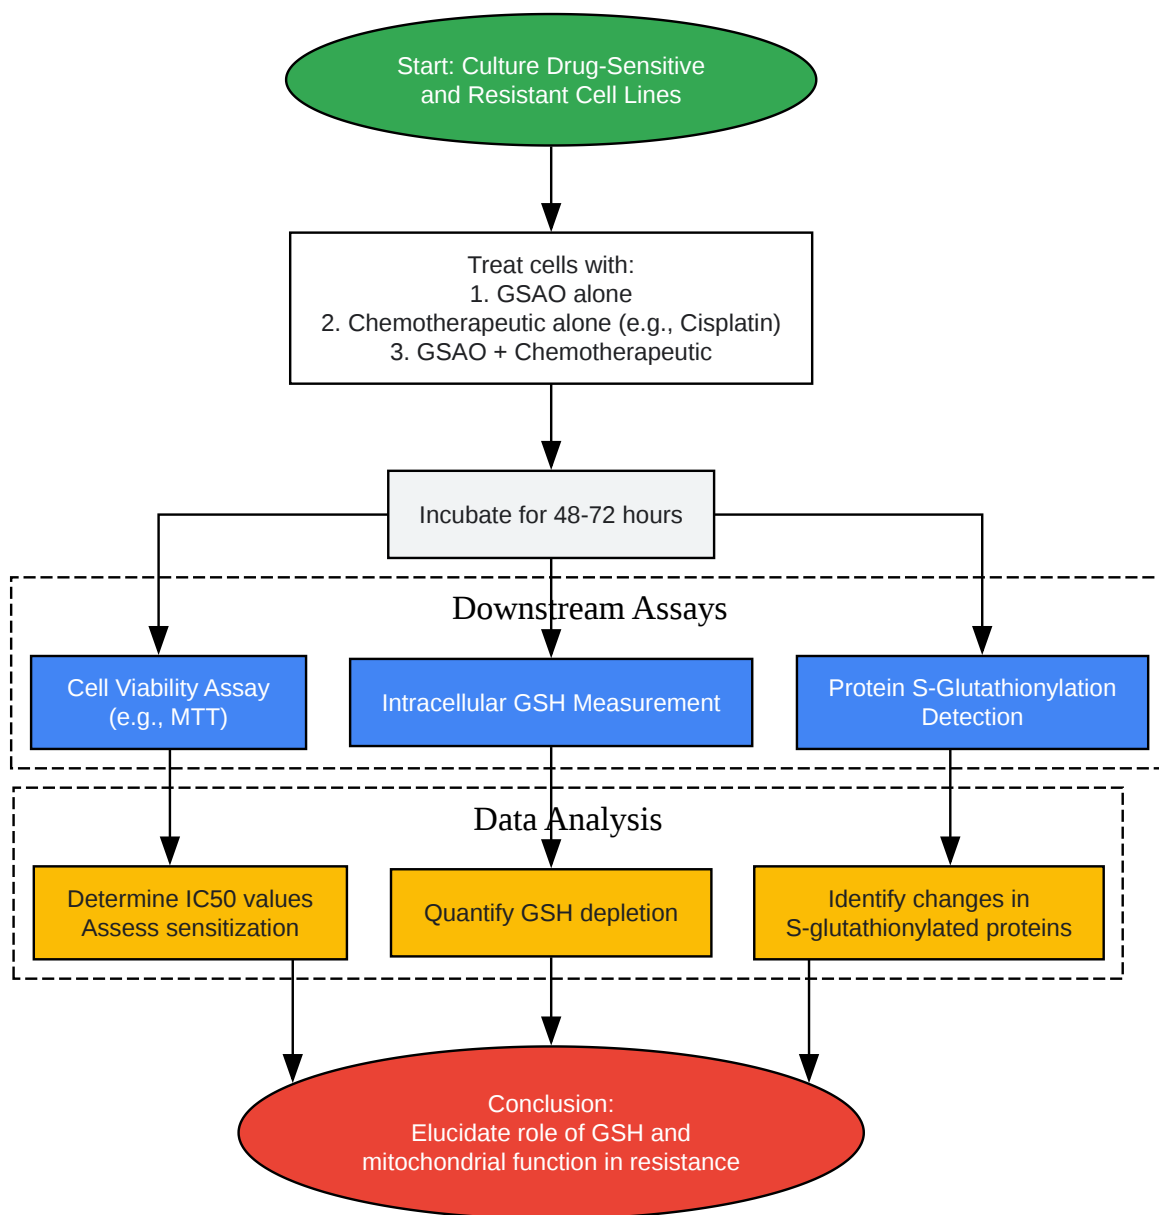 Start: Culture Drug-Sensitive
and Resistant Cell Lines
Treat cells with:
1. GSAO alone
2. Chemotherapeutic alone (e.g., Cisplatin)
3. GSAO + Chemotherapeutic
Incubate for 48-72 hours
Downstream Assays
Cell Viability Assay
(e.g., MTT)
Intracellular GSH Measurement
Protein S-Glutathionylation
Detection
Data Analysis
Determine IC50 values
Assess sensitization
Quantify GSH depletion
Identify changes in
S-glutathionylated proteins
Conclusion:
Elucidate role of GSH and
mitochondrial function in resistance